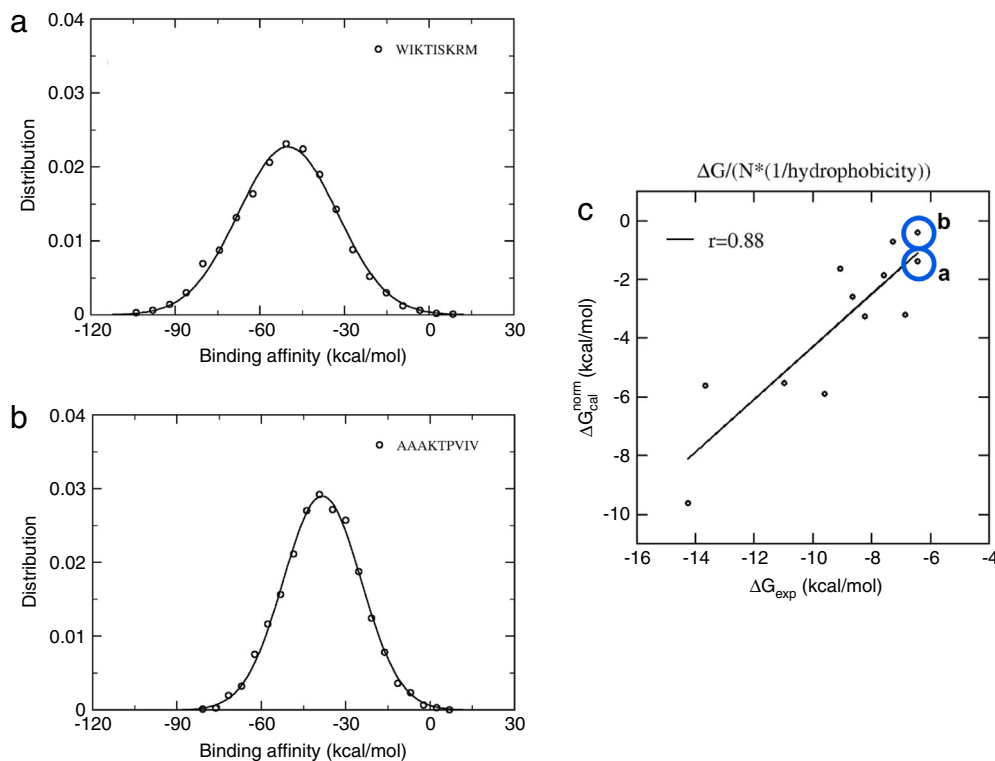 a
0.04
0.03
0.02
0.01
0
Distribution
WIKTISKRM
-120
-90
-60
-30
0
30
Binding affinity (kcal/mol)
b
0.04
0.03
0.02
0.01
0
Distribution
AAAKTPVIV
-120
-90
-60
-30
0
30
Binding affinity (kcal/mol)
ΔG/(N*(1/hydrophobicity))
c
r=0.88
b
a
0
-2
-4
-6
-8
-10
ΔG_cal^norm (kcal/mol)
-16
-14
-12
-10
-8
-6
-4
ΔG_exp (kcal/mol)